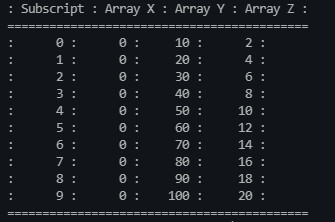 : Subscript : Array X : Array Y : Array Z :
===========================================
:      0 :        0 :      10 :       2 :
:      1 :        0 :      20 :       4 :
:      2 :        0 :      30 :       6 :
:      3 :        0 :      40 :       8 :
:      4 :        0 :      50 :      10 :
:      5 :        0 :      60 :      12 :
:      6 :        0 :      70 :      14 :
:      7 :        0 :      80 :      16 :
:      8 :        0 :      90 :      18 :
:      9 :        0 :     100 :      20 :
===========================================